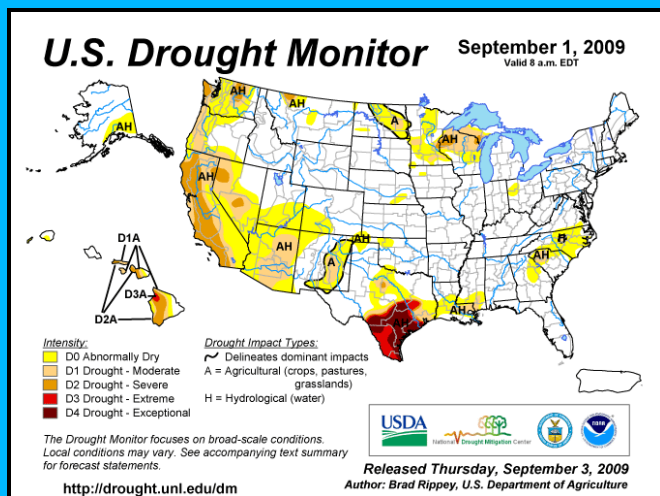 U.S. Drought Monitor
September 1, 2009
Valid 8 a.m. EDT
AH
AH
AH
A
AH
AH
AH
AH
A
H
AH
AH
AH
D1A
D3A
D2A
Intensity:
D0 Abnormally Dry
D1 Drought - Moderate
D2 Drought - Severe
D3 Drought - Extreme
D4 Drought - Exceptional
Drought Impact Types:
Delineates dominant impacts
A = Agricultural (crops, pastures,
grasslands)
H = Hydrological (water)
The Drought Monitor focuses on broad-scale conditions.
Local conditions may vary. See accompanying text summary
for forecast statements.
http://drought.unl.edu/dm
USDA
National Drought Mitigation Center
Released Thursday, September 3, 2009
Author: Brad Rippey, U.S. Department of Agriculture